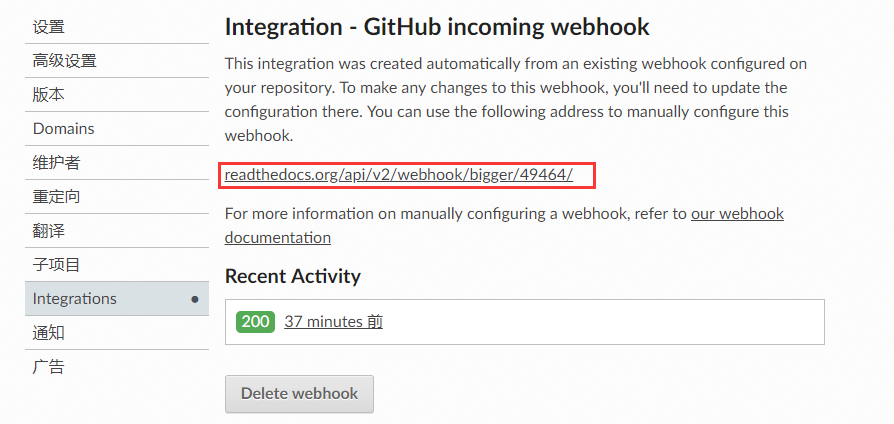 设置
高级设置
版本
Domains
维护者
重定向
翻译
子项目
Integrations
通知
广告
Integration - GitHub incoming webhook
This integration was created automatically from an existing webhook configured on
your repository. To make any changes to this webhook, you'll need to update the
configuration there. You can use the following address to manually configure this
webhook.
readthedocs.org/api/v2/webhook/bigger/49464/
For more information on manually configuring a webhook, refer to our webhook
documentation
Recent Activity
200 37 minutes 前
Delete webhook